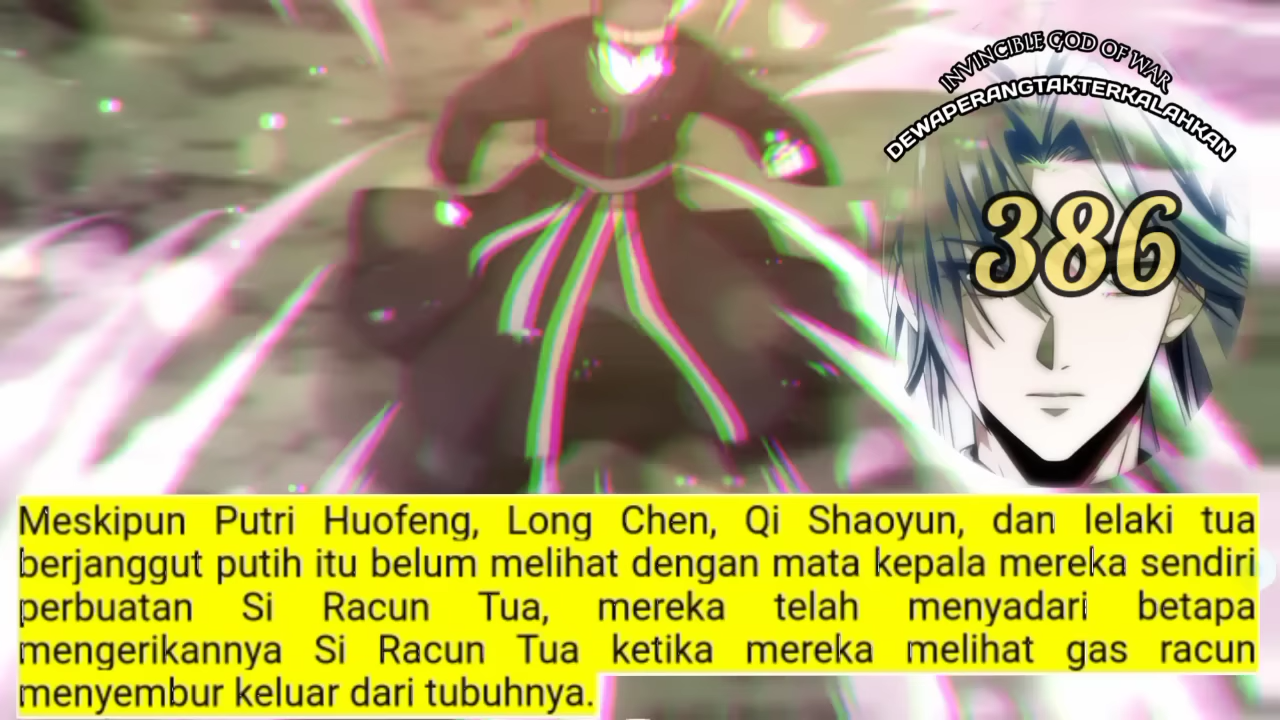 INVINCIBLE GOD OF WAR
DEWAPERANGTAKTERKALAHKAN
386
Meskipun Putri Huofeng, Long Chen, Qi Shaoyun, dan lelaki tua
berjanggut putih itu belum melihat dengan mata kepala mereka sendiri
perbuatan Si Racun Tua, mereka telah menyadari betapa
mengerikannya Si Racun Tua ketika mereka melihat gas racun
menyembur keluar dari tubuhnya.